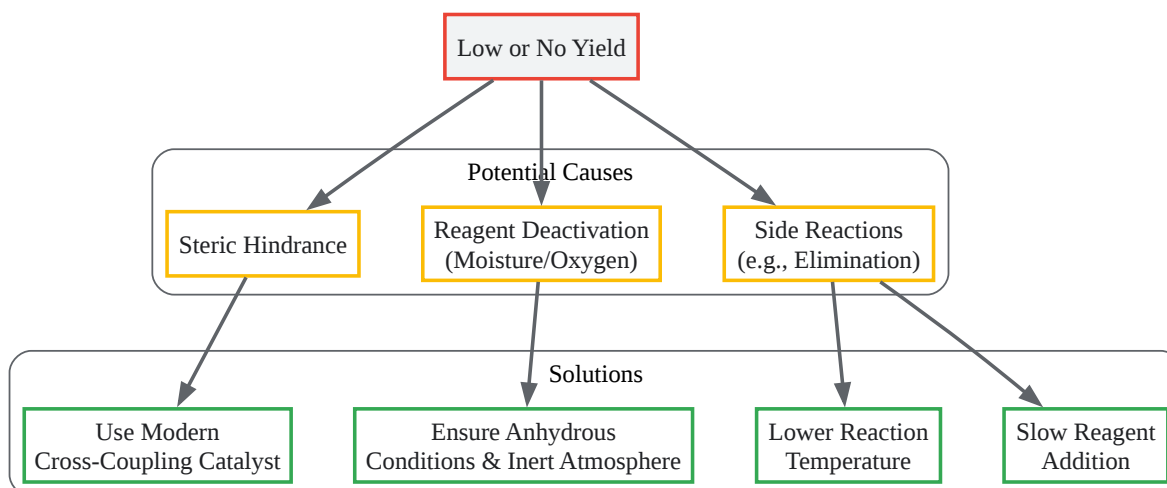 Low or No Yield
Potential Causes
Steric Hindrance
Reagent Deactivation
(Moisture/Oxygen)
Side Reactions
(e.g., Elimination)
Solutions
Use Modern
Cross-Coupling Catalyst
Ensure Anhydrous
Conditions & Inert Atmosphere
Lower Reaction
Temperature
Slow Reagent
Addition